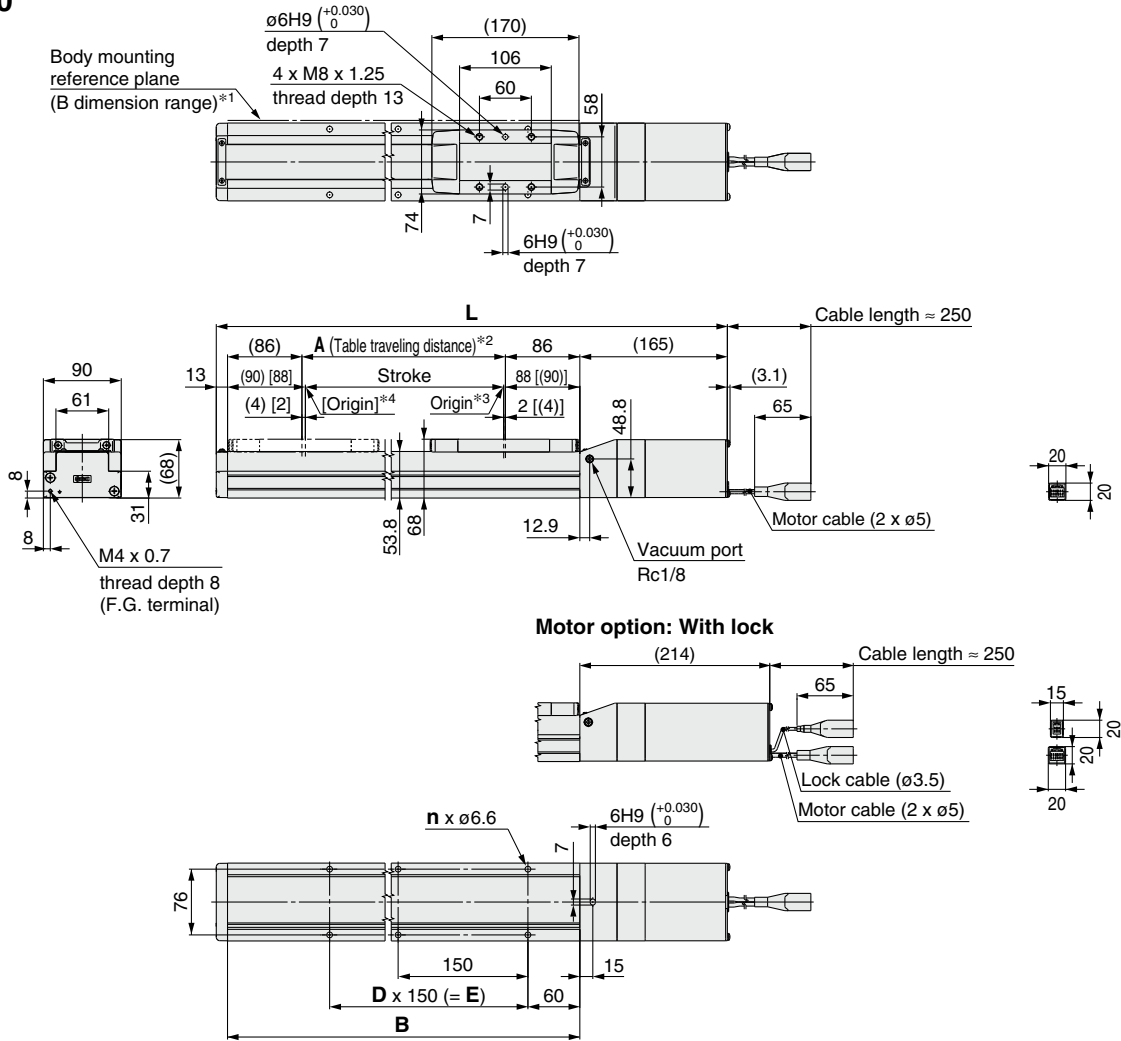 0
ø6H9 (+0.030 0)
depth 7
(170)
106
60
58
Body mounting
reference plane
(B dimension range)*1
4 x M8 x 1.25
thread depth 13
74
7
6H9 (+0.030 0)
depth 7
L
Cable length ≈ 250
(86)
A (Table traveling distance)*2
86
(165)
13
(90) [88]
Stroke
88 [(90)]
(3.1)
(4) [2]
[Origin]*4
Origin*3
2 [(4)]
48.8
65
90
61
(68)
8
31
8
M4 x 0.7
thread depth 8
(F.G. terminal)
53.8
68
12.9
Vacuum port
Rc1/8
Motor cable (2 x ø5)
20
20
Motor option: With lock
(214)
Cable length ≈ 250
65
15
20
20
20
Lock cable (ø3.5)
Motor cable (2 x ø5)
n x ø6.6
6H9 (+0.030 0)
depth 6
7
76
150
15
D x 150 (= E)
60
B